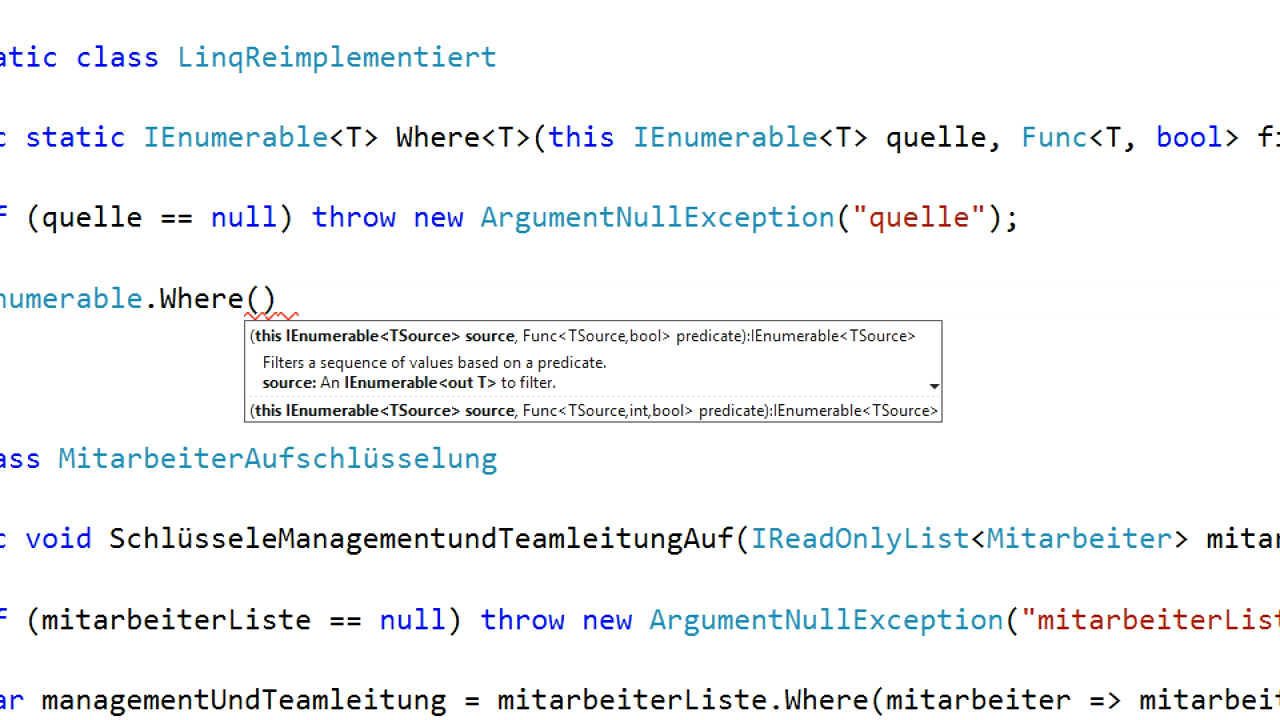 atic class LinqReimplementiert
c static IEnumerable<T> Where<T>(this IEnumerable<T> quelle, Func<T, bool> fi
f (quelle == null) throw new ArgumentNullException("quelle");
numerable.Where()
(this IEnumerable<TSource> source, Func<TSource,bool> predicate):IEnumerable<TSource>
Filters a sequence of values based on a predicate.
source: An IEnumerable<out T> to filter.
(this IEnumerable<TSource> source, Func<TSource,int,bool> predicate):IEnumerable<TSource>
ass MitarbeiterAufschlüsselung
c void SchlüsseleManagementundTeamleitungAuf(IReadOnlyList<Mitarbeiter> mitar
f (mitarbeiterListe == null) throw new ArgumentNullException("mitarbeiterList
ar managementUndTeamleitung = mitarbeiterListe.Where(mitarbeiter => mitarbeit